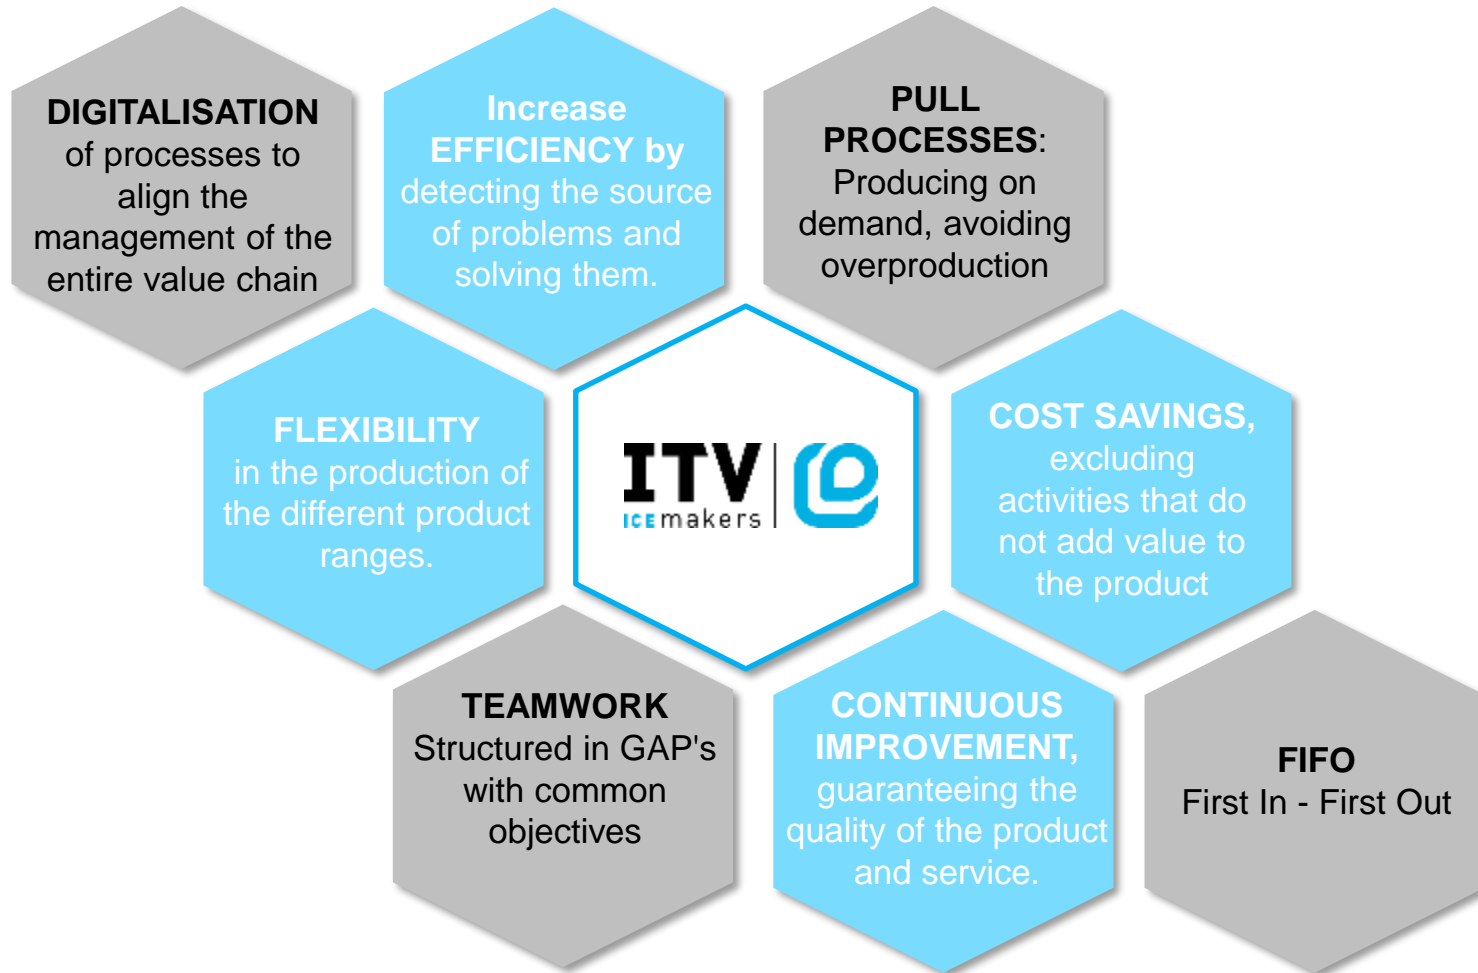 DIGITALISATION
of processes to
align the
management of the
entire value chain
Increase
EFFICIENCY by
detecting the source
of problems and
solving them.
PULL
PROCESSES:
Producing on
demand, avoiding
overproduction
FLEXIBILITY
in the production of
the different product
ranges.
ITV
ICEmakers
COST SAVINGS,
excluding
activities that do
not add value to
the product
TEAMWORK
Structured in GAP's
with common
objectives
CONTINUOUS
IMPROVEMENT,
guaranteeing the
quality of the product
and service.
FIFO
First In - First Out